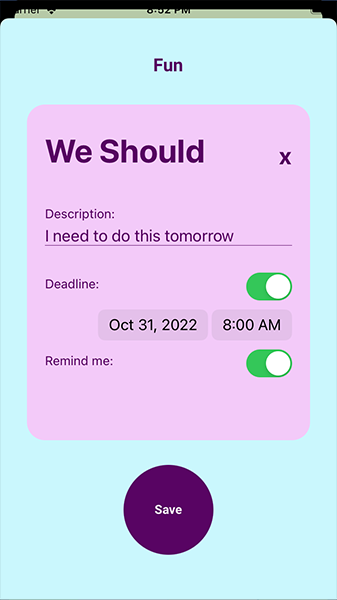 8:52 PM
Fun
We Should
x
Description:
I need to do this tomorrow
Deadline:
Oct 31, 2022 8:00 AM
Remind me:
Save